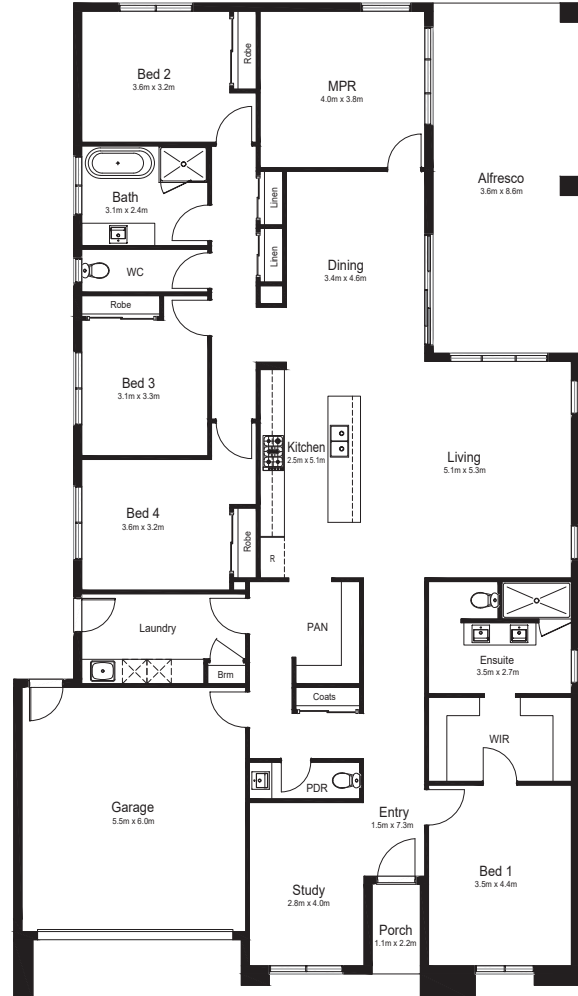 Bed 2
3.6m x 3.2m
Robe
MPR
4.0m x 3.8m
Alfresco
3.6m x 8.6m
Bath
3.1m x 2.4m
Linen
Linen
Dining
3.4m x 4.6m
WC
Robe
Bed 3
3.1m x 3.3m
Kitchen
2.5m x 5.1m
Living
5.1m x 5.3m
Bed 4
3.6m x 3.2m
Robe
R
Laundry
PAN
Brm
Ensuite
3.5m x 2.7m
Coats
WIR
PDR
Garage
5.5m x 6.0m
Entry
1.5m x 7.3m
Bed 1
3.5m x 4.4m
Study
2.8m x 4.0m
Porch
1.1m x 2.2m